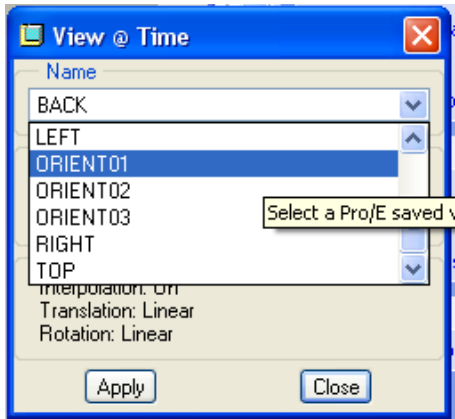 View @ Time
Name
BACK
LEFT
ORIENT01
ORIENT02
ORIENT03
Select a Pro/E saved
RIGHT
TOP
Interpolation: On
Translation: Linear
Rotation: Linear
Apply
Close